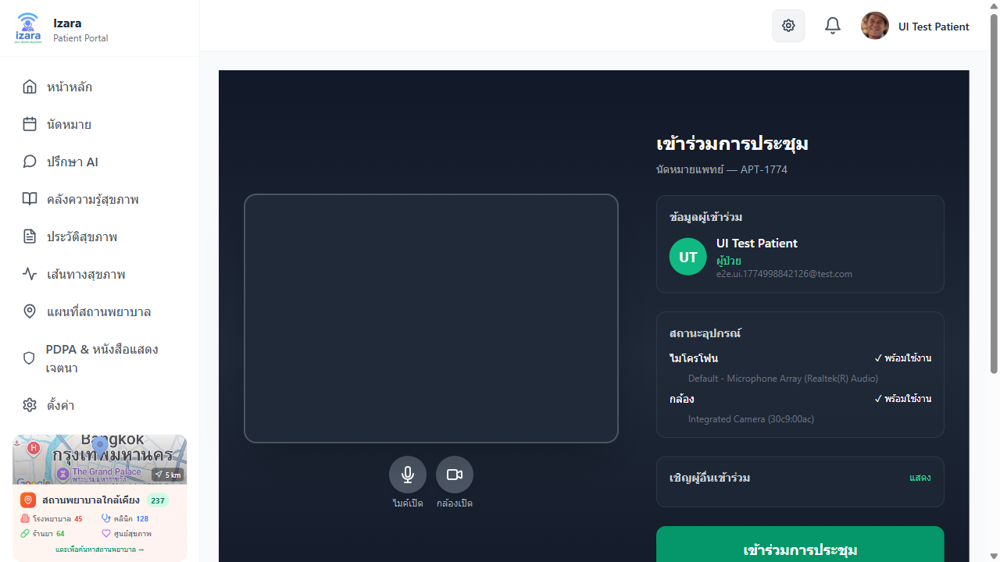 izara
Izara
Patient Portal
UI Test Patient
หน้าหลัก
นัดหมาย
ปรึกษา AI
คลังความรู้สุขภาพ
ประวัติสุขภาพ
เส้นทางสุขภาพ
แผนที่สถานพยาบาล
PDPA & หนังสือแสดง
เจตนา
ตั้งค่า
Bangkok
กรุงเทพมหานคร
H
The Grand Palace
พระบรมมหาราชวัง
Google
5 km
สถานพยาบาลใกล้เคียง 237
โรงพยาบาล 45
คลินิก 128
ร้านยา 64
ศูนย์สุขภาพ
แตะเพื่อค้นหาสถานพยาบาล →
ไมค์เปิด
กล้องเปิด
เข้าร่วมการประชุม
นัดหมายแพทย์ — APT-1774
ข้อมูลผู้เข้าร่วม
UT
UI Test Patient
ผู้ป่วย
e2e.ui.1774998842126@test.com
สถานะอุปกรณ์
ไมโครโฟน ✓ พร้อมใช้งาน
Default - Microphone Array (Realtek(R) Audio)
กล้อง ✓ พร้อมใช้งาน
Integrated Camera (30c9:00ac)
เชิญผู้อื่นเข้าร่วม แสดง
เข้าร่วมการประชุม